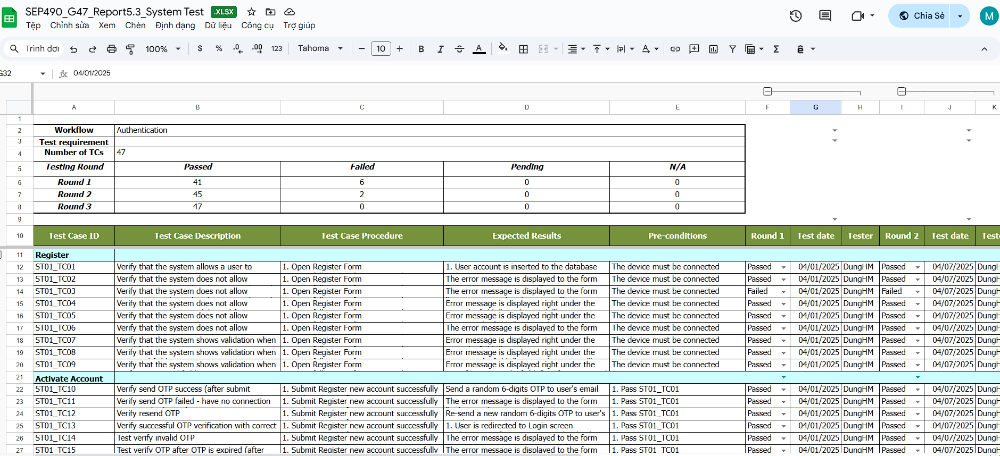 SEP490_G47_Report5.3_System Test .XLSX
Tệp Chỉnh sửa Xem Chèn Định dạng Dữ liệu Công cụ Trợ giúp
Chia Sẻ
M
Trình đơn
100% $ % .0 .00 123 Tahoma 10 B I A Σ ê
G32 fx 04/01/2025
A B C D E F G H I J K
1
2 Workflow Authentication
3 Test requirement
4 Number of TCs 47
5 Testing Round Passed Failed Pending N/A
6 Round 1 41 6 0 0
7 Round 2 45 2 0 0
8 Round 3 47 0 0 0
9
10 Test Case ID Test Case Description Test Case Procedure Expected Results Pre-conditions Round 1 Test date Tester Round 2 Test date
11 Register
12 ST01_TC01 Verify that the system allows a user to 1. Open Register Form 1. User account is inserted to the database The device must be connected Passed 04/01/2025 DungHM Passed 04/07/2025
13 ST01_TC02 Verify that the system does not allow 1. Open Register Form The error message is displayed to the form The device must be connected Passed 04/01/2025 DungHM Passed 04/07/2025
14 ST01_TC03 Verify that the system does not allow 1. Open Register Form The error message is displayed to the form The device must be connected Failed 04/01/2025 DungHM Failed 04/07/2025
15 ST01_TC04 Verify that the system does not allow 1. Open Register Form Error message is displayed right under the The device must be connected Passed 04/01/2025 DungHM Passed 04/07/2025
16 ST01_TC05 Verify that the system does not allow 1. Open Register Form Error message is displayed right under the The device must be connected Passed 04/01/2025 DungHM Passed 04/07/2025
17 ST01_TC06 Verify that the system does not allow 1. Open Register Form The error message is displayed to the form The device must be connected Passed 04/01/2025 DungHM Passed 04/07/2025
18 ST01_TC07 Verify that the system shows validation when 1. Open Register Form Error message is displayed right under the The device must be connected Passed 04/01/2025 DungHM Passed 04/07/2025
19 ST01_TC08 Verify that the system shows validation when 1. Open Register Form Error message is displayed right under the The device must be connected Passed 04/01/2025 DungHM Passed 04/07/2025
20 ST01_TC09 Verify that the system shows validation when 1. Open Register Form Error message is displayed right under the The device must be connected Passed 04/01/2025 DungHM Passed 04/07/2025
21 Activate Account
22 ST01_TC10 Verify send OTP success (after submit 1. Submit Register new account successfully Send a random 6-digits OTP to user's email 1. Pass ST01_TC01 Passed 04/01/2025 DungHM Passed 04/07/2025
23 ST01_TC11 Verify send OTP failed - have no connection 1. Submit Register new account successfully The error message is displayed to the form 1. Pass ST01_TC01 Passed 04/01/2025 DungHM Passed 04/07/2025
24 ST01_TC12 Verify resend OTP 1. Submit Register new account successfully Re-send a new random 6-digits OTP to user's 1. Pass ST01_TC01 Passed 04/01/2025 DungHM Passed 04/07/2025
25 ST01_TC13 Verify successful OTP verification with correct 1. Submit Register new account successfully 1. User is redirected to Login screen 1. Pass ST01_TC01 Passed 04/01/2025 DungHM Passed 04/07/2025
26 ST01_TC14 Test verify invalid OTP 1. Submit Register new account successfully The error message is displayed to the form 1. Pass ST01_TC01 Passed 04/01/2025 DungHM Passed 04/07/2025
27 ST01_TC15 Test verify OTP after OTP is expired (after 1. Submit Register new account successfully The error message is displayed to the form 1. Pass ST01_TC01 Passed 04/01/2025 DungHM Passed 04/07/2025